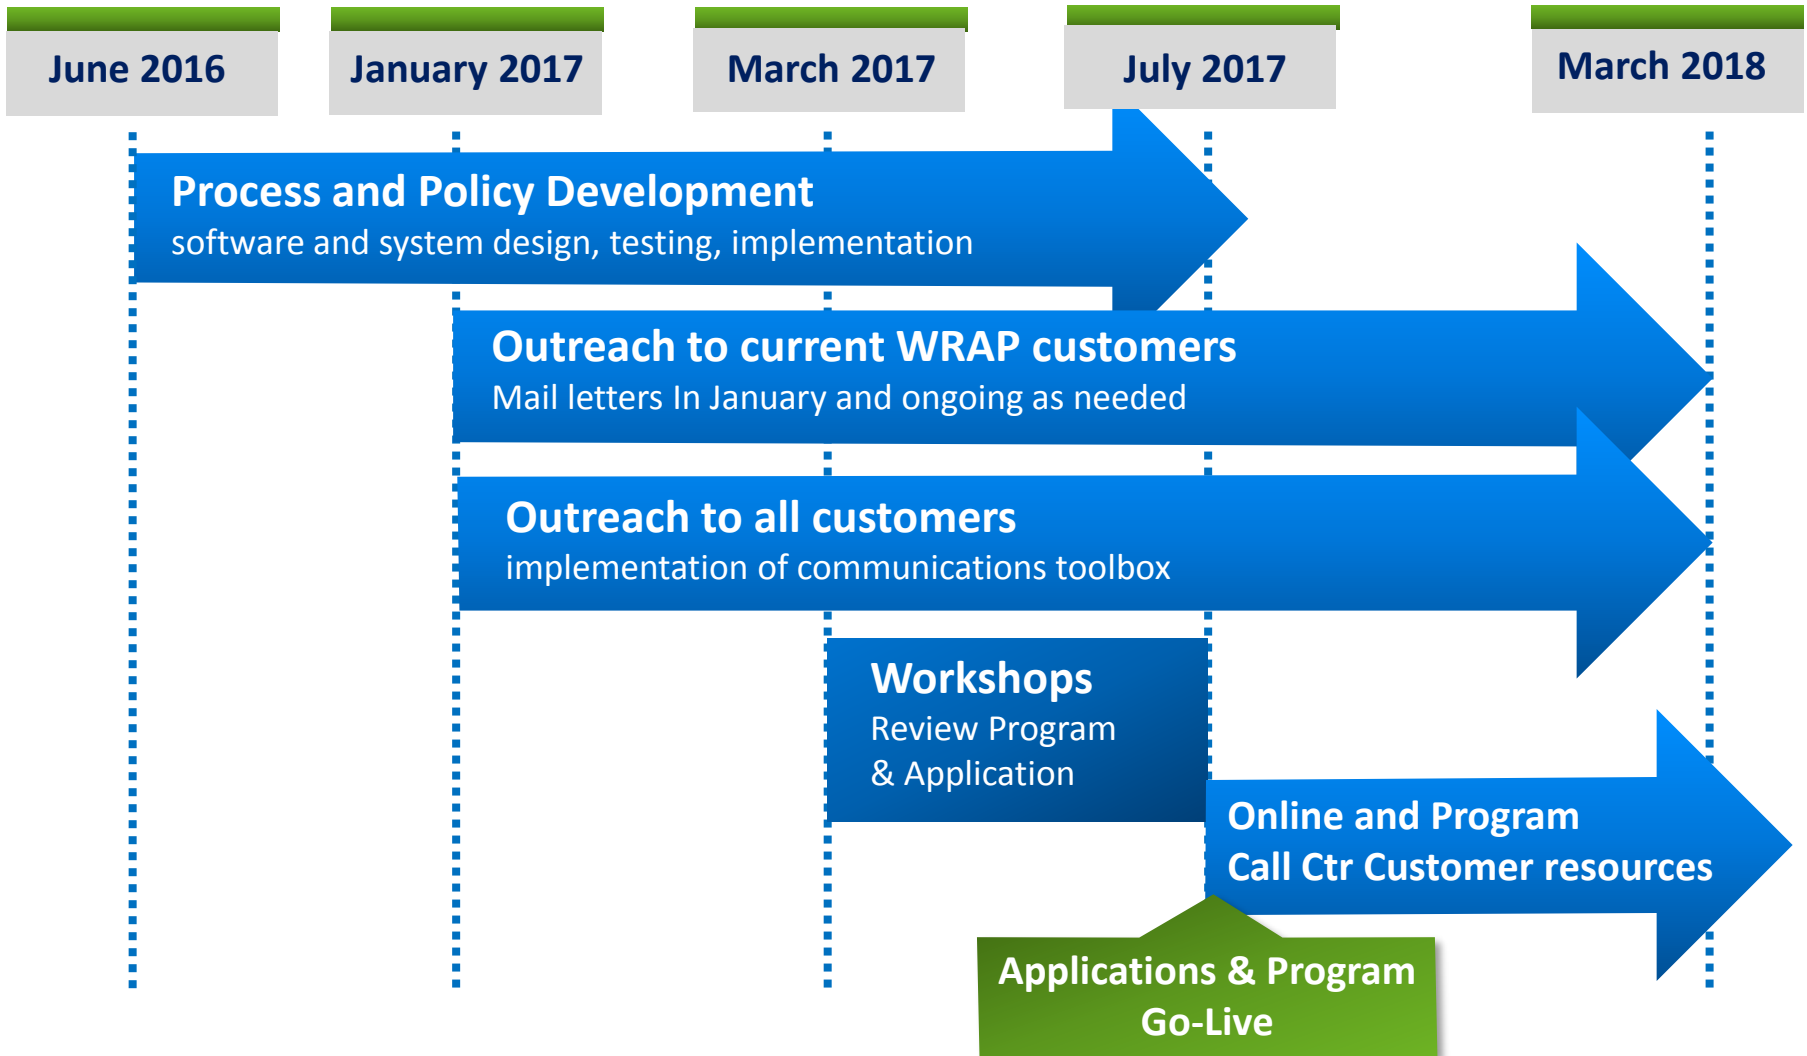 June 2016
January 2017
March 2017
July 2017
March 2018
Process and Policy Development
software and system design, testing, implementation
Outreach to current WRAP customers
Mail letters In January and ongoing as needed
Outreach to all customers
implementation of communications toolbox
Workshops
Review Program
& Application
Online and Program
Call Ctr Customer resources
Applications & Program
Go-Live